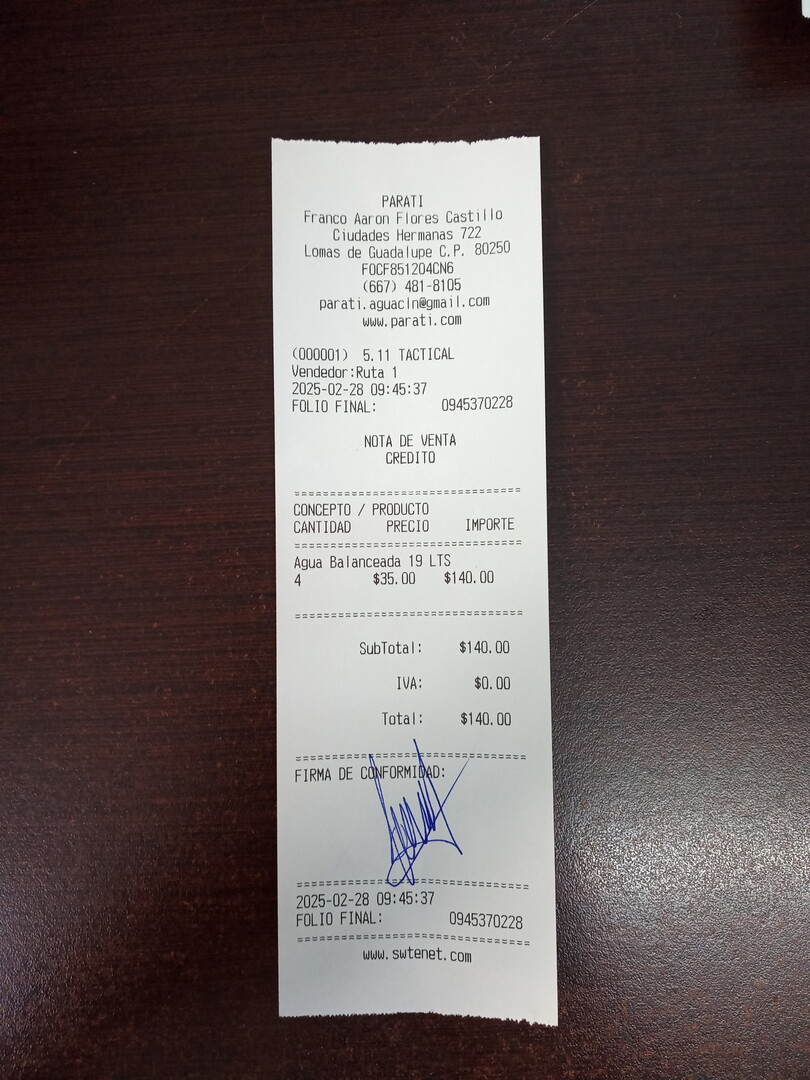 PARATI
Franco Aaron Flores Castillo
Ciudades Hermanas 722
Lomas de Guadalupe C.P. 80250
FOCF851204CN6
(667) 481-8105
parati.aguacln@gmail.com
www.parati.com
(000001) 5.11 TACTICAL
Vendedor:Ruta 1
2025-02-28 09:45:37
FOLIO FINAL: 0945370228
NOTA DE VENTA
CREDITO
CONCEPTO / PRODUCTO
CANTIDAD PRECIO IMPORTE
Agua Balanceada 19 LTS
4 $35.00 $140.00
SubTotal: $140.00
IVA: $0.00
Total: $140.00
FIRMA DE CONFORMIDAD:
2025-02-28 09:45:37
FOLIO FINAL: 0945370228
www.swtenet.com